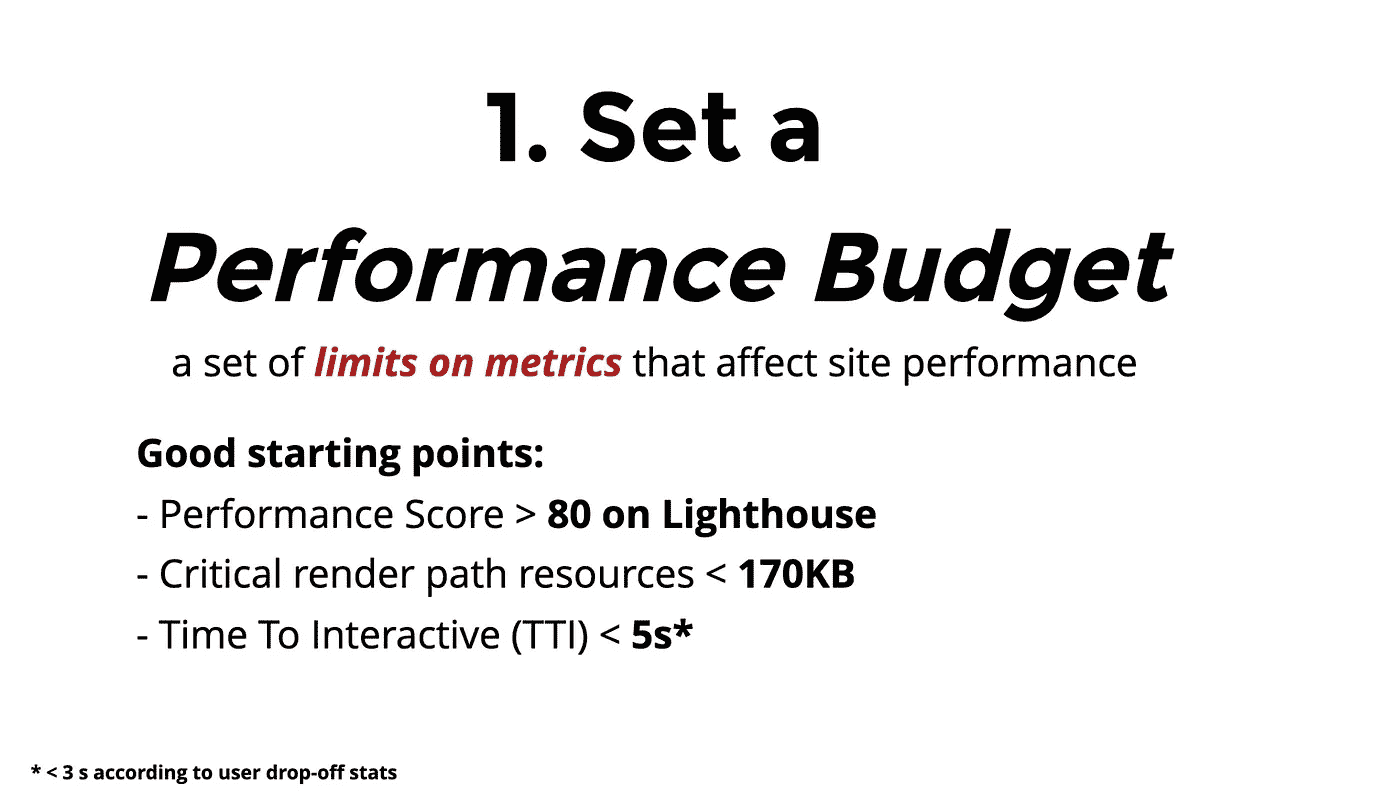 1. Set a
Performance Budget
a set of limits on metrics that affect site performance
Good starting points:
- Performance Score > 80 on Lighthouse
- Critical render path resources < 170KB
- Time To Interactive (TTI) < 5s*
* < 3 s according to user drop-off stats